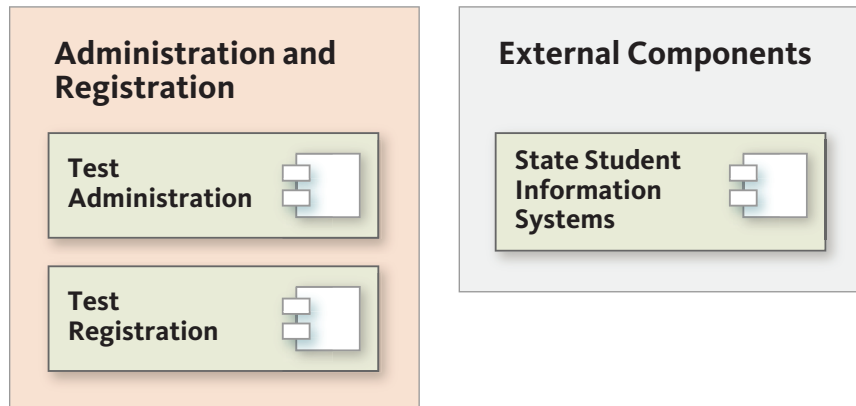 Administration and
Registration
Test
Administration
Test
Registration
External Components
State Student
Information
Systems